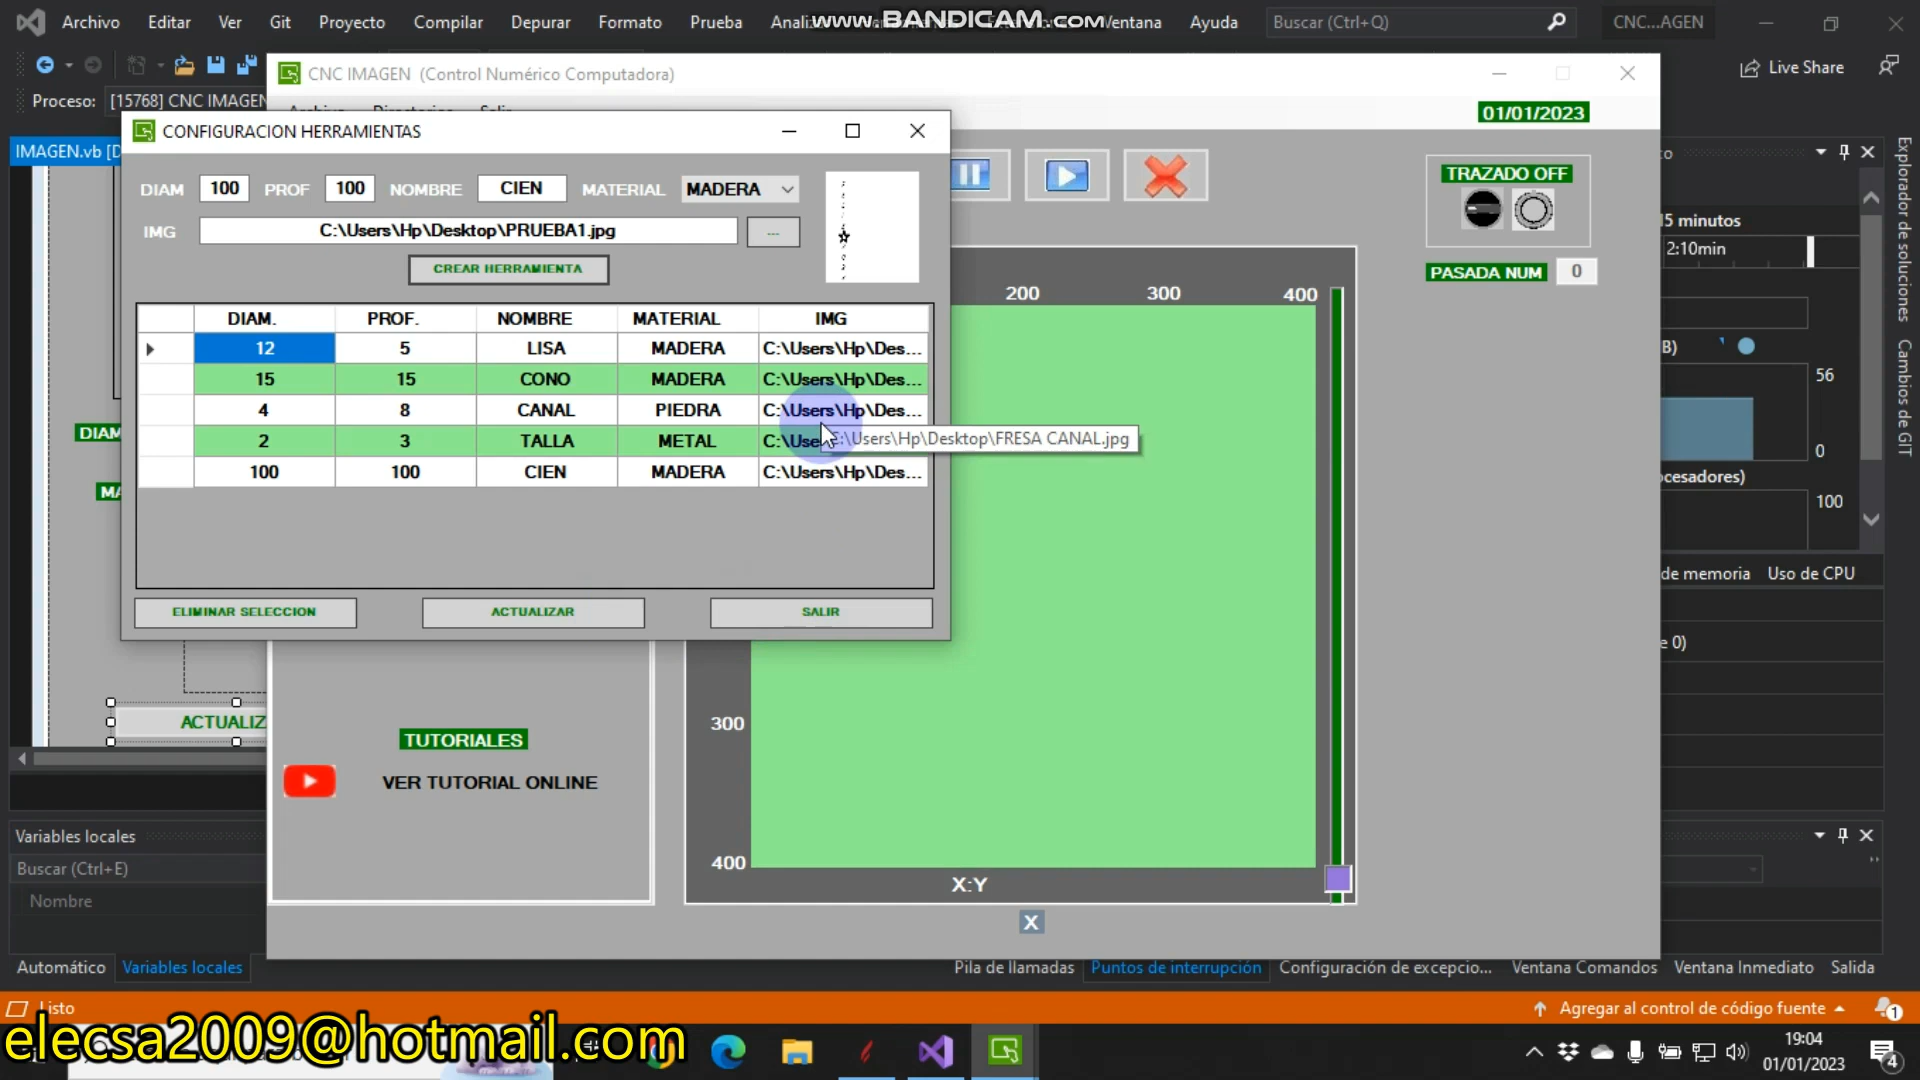 Archivo Editar Ver Git Proyecto Compilar Depurar Formato Prueba Ventana Ayuda Buscar (Ctrl+Q) CNC...AGEN
www.BANDICAM.com
Live Share
Proceso: [15768] CNC IMAGEN
CNC IMAGEN (Control Numérico Computadora)
01/01/2023
IMAGEN.vb [D
CONFIGURACION HERRAMIENTAS
DIAM 100 PROF 100 NOMBRE CIEN MATERIAL MADERA
IMG C:\Users\Hp\Desktop\PRUEBA1.jpg ...
CREAR HERRAMIENTA
DIAM. PROF. NOMBRE MATERIAL IMG
12 5 LISA MADERA C:\Users\Hp\Des...
15 15 CONO MADERA C:\Users\Hp\Des...
4 8 CANAL PIEDRA C:\Users\Hp\Des...
2 3 TALLA METAL C:\Use
:\Users\Hp\Desktop\FRESA CANAL.jpg
100 100 CIEN MADERA C:\Users\Hp\Des...
ELIMINAR SELECCION ACTUALIZAR SALIR
TRAZADO OFF
PASADA NUM 0
200 300 400
300
400
X:Y
X
TUTORIALES
VER TUTORIAL ONLINE
DIAM
MA
ACTUALIZ
5 minutos
2:10min
B)
56
0
ocesadores)
100
de memoria Uso de CPU
e 0)
Explorador de soluciones
Cambios de GIT
Variables locales
Buscar (Ctrl+E)
Nombre
Automático Variables locales
Pila de llamadas Puntos de interrupción Configuración de excepcio... Ventana Comandos Ventana Inmediato Salida
Listo
Agregar al control de código fuente 1
elecsa2009@hotmail.com
19:04
01/01/2023
4